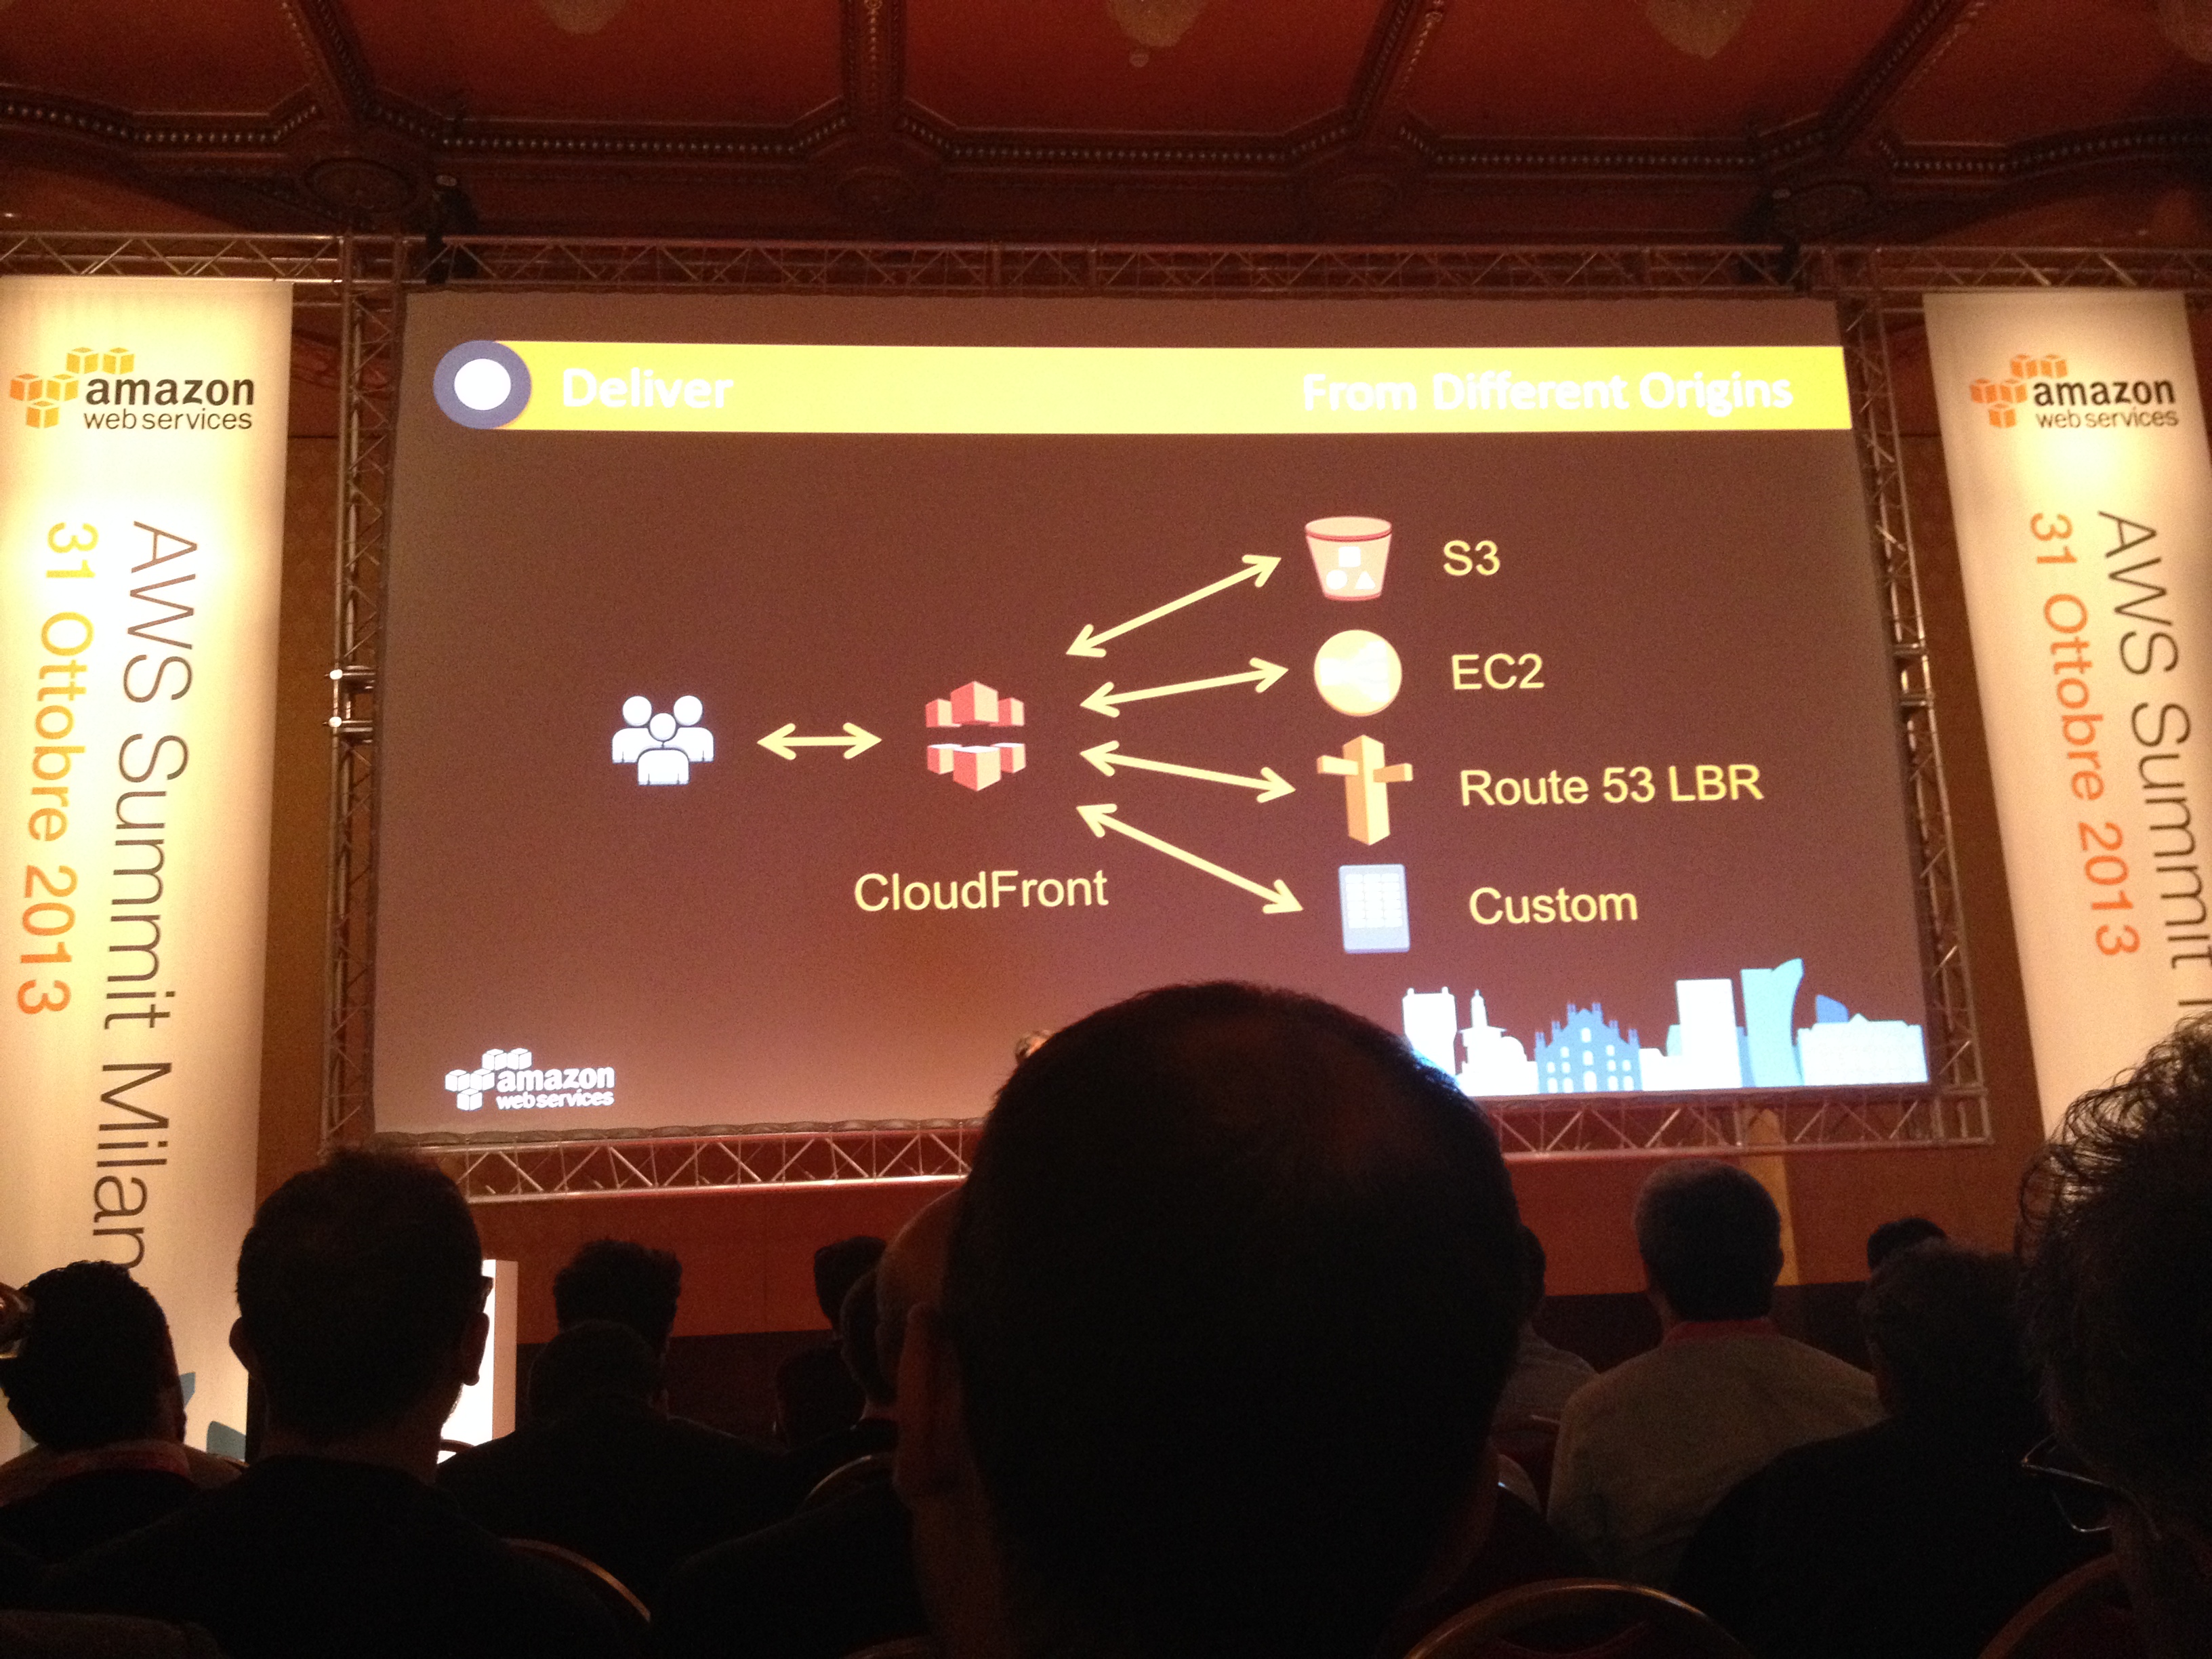 amazon
web services
AWS Summit Milan
31 Ottobre 2013
Deliver
From Different Origins
S3
EC2
Route 53 LBR
Custom
CloudFront
amazon
web services
amazon
web services
AWS Summit
31 Ottobre 2013